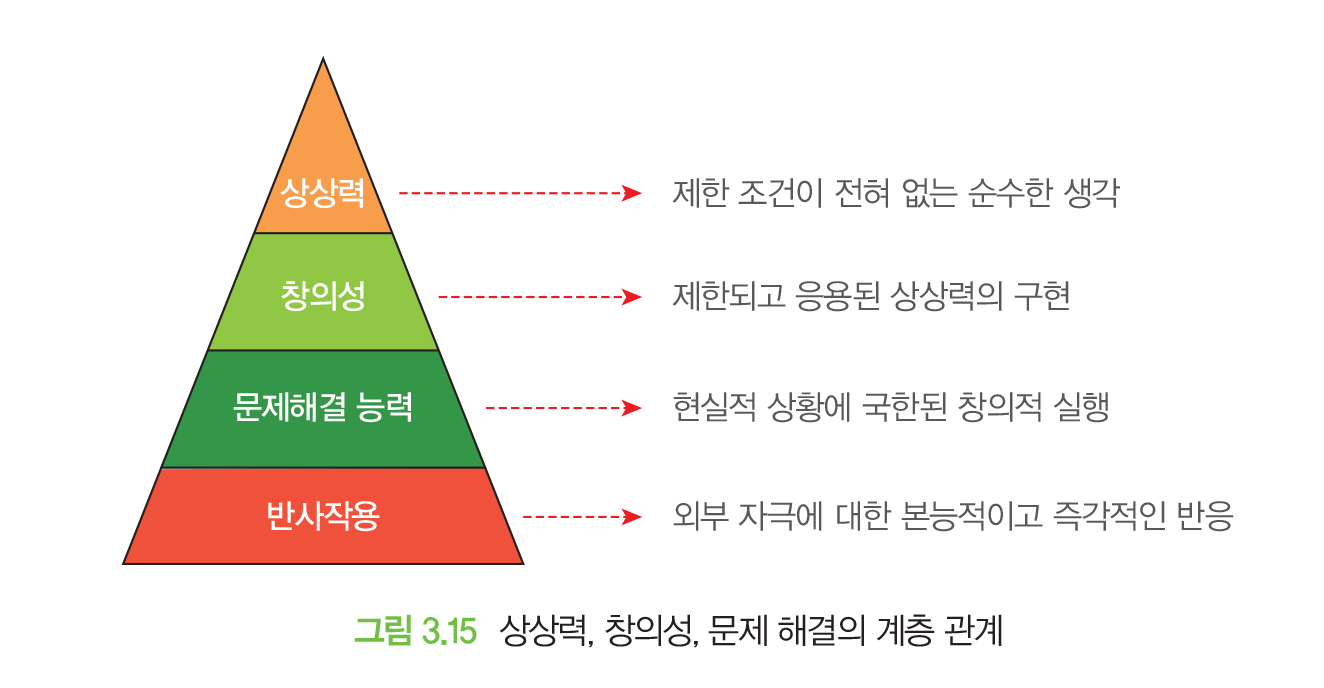 상상력
제한 조건이 전혀 없는 순수한 생각
창의성
제한되고 응용된 상상력의 구현
문제해결 능력
현실적 상황에 국한된 창의적 실행
반사작용
외부 자극에 대한 본능적이고 즉각적인 반응
그림 3.15 상상력, 창의성, 문제 해결의 계층 관계